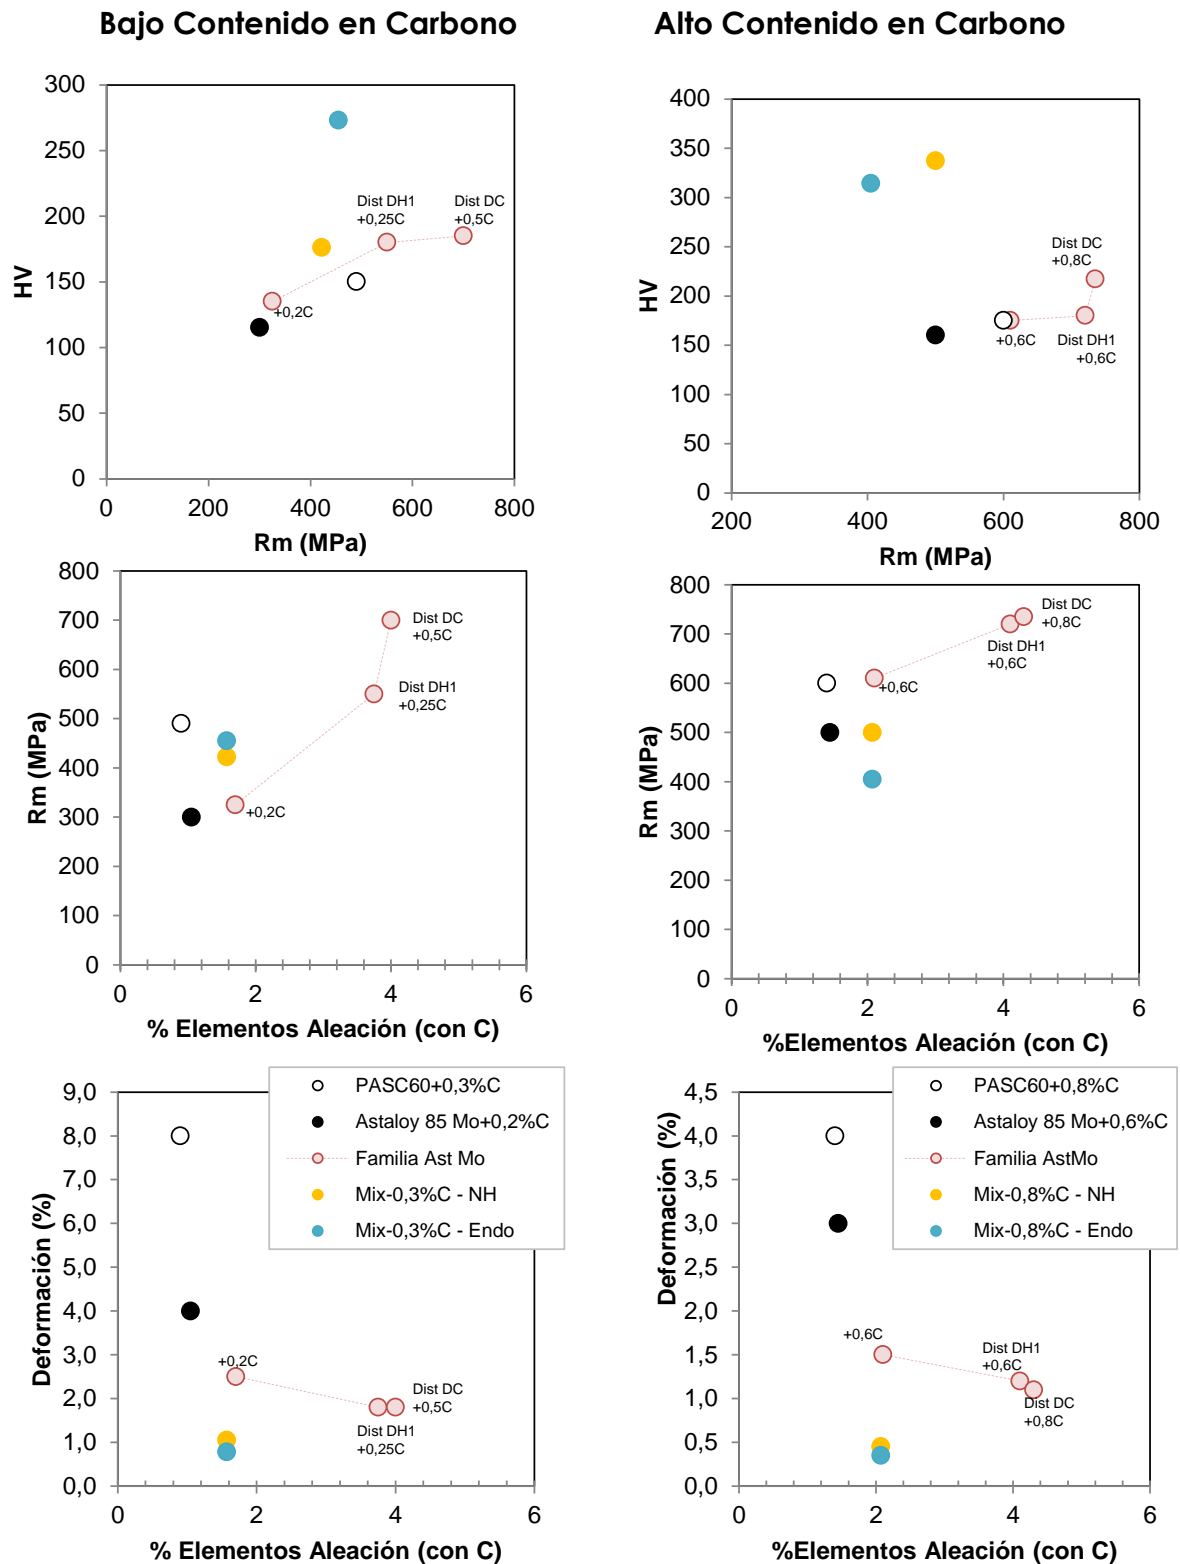 Bajo Contenido en Carbono
Alto Contenido en Carbono
300
250
200
150
100
50
0
HV
0
200
400
600
800
Rm (MPa)
Dist DH1
+0,25C
Dist DC
+0,5C
+0,2C
400
350
300
250
200
150
100
50
0
HV
200
400
600
800
Rm (MPa)
Dist DC
+0,8C
+0,6C
Dist DH1
+0,6C
800
700
600
500
400
300
200
100
0
Rm (MPa)
0
2
4
6
% Elementos Aleación (con C)
Dist DC
+0,5C
Dist DH1
+0,25C
+0,2C
800
700
600
500
400
300
200
100
0
Rm (MPa)
0
2
4
6
%Elementos Aleación (con C)
Dist DC
+0,8C
Dist DH1
+0,6C
+0,6C
9,0
8,0
7,0
6,0
5,0
4,0
3,0
2,0
1,0
0,0
Deformación (%)
0
2
4
6
% Elementos Aleación (con C)
PASC60+0,3%C
Astaloy 85 Mo+0,2%C
Familia Ast Mo
Mix-0,3%C - NH
Mix-0,3%C - Endo
+0,2C
Dist DC
+0,5C
Dist DH1
+0,25C
4,5
4,0
3,5
3,0
2,5
2,0
1,5
1,0
0,5
0,0
Deformación (%)
0
2
4
6
%Elementos Aleación (con C)
PASC60+0,8%C
Astaloy 85 Mo+0,6%C
Familia AstMo
Mix-0,8%C - NH
Mix-0,8%C - Endo
+0,6C
Dist DH1
+0,6C
Dist DC
+0,8C